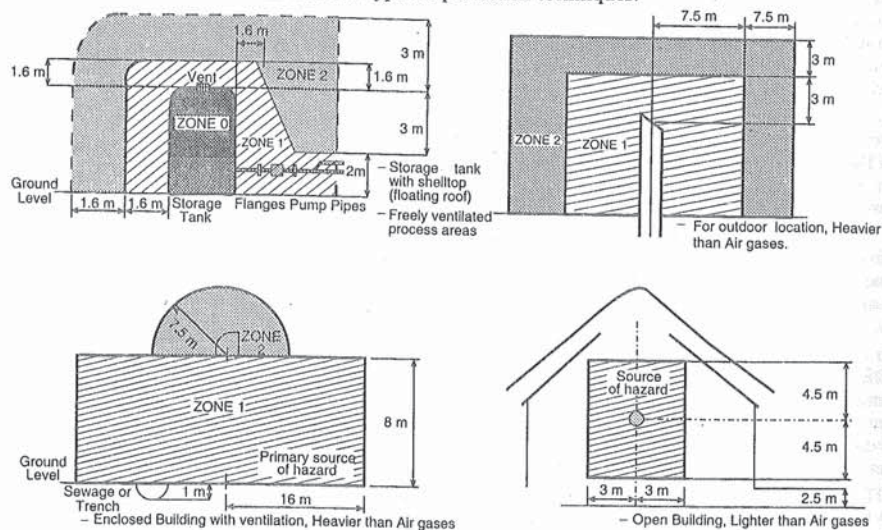 1.6 m
1.6 m
Vent
ZONE 0
ZONE 1
ZONE 2
3 m
1.6 m
3 m
2m
Ground
Level
1.6 m
1.6 m
Storage
Tank
Flanges Pump Pipes
– Storage tank
with shelltop
(floating roof)
– Freely ventilated
process areas
7.5 m
7.5 m
3 m
3 m
ZONE 2
ZONE 1
– For outdoor location, Heavier
than Air gases.
7.5 m
ZONE
2
ZONE 1
8 m
Primary source
of hazard
Ground
Level
Sewage or
Trench
1 m
16 m
– Enclosed Building with ventilation, Heavier than Air gases
Source
of hazard
4.5 m
4.5 m
3 m
3 m
2.5 m
– Open Building, Lighter than Air gases